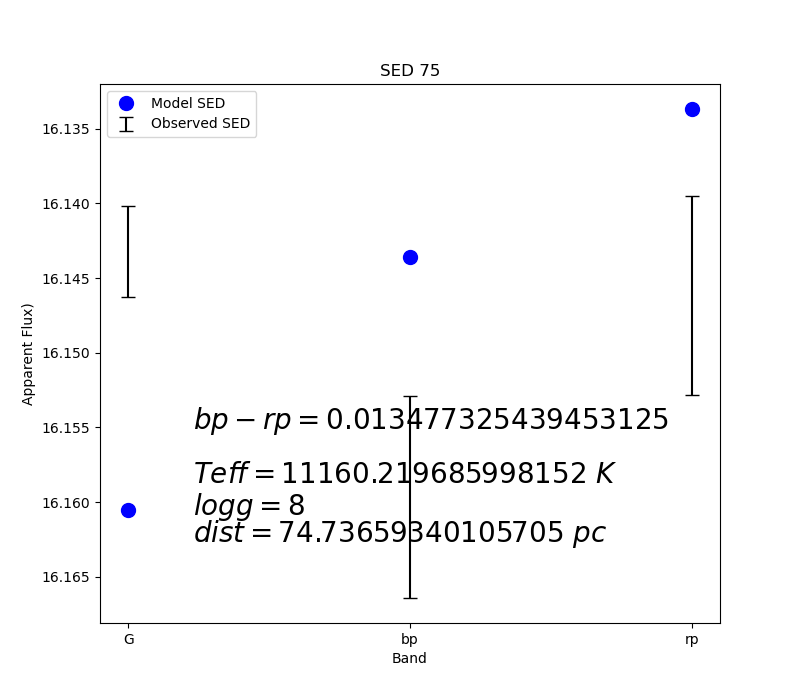 SED 75
Model SED
Observed SED
16.135
16.140
16.145
16.150
16.155
16.160
16.165
Apparent Flux)
bp − rp = 0.013477325439453125
Teff = 11160.219685998152 K
logg = 8
dist = 74.73659340105705 pc
G
bp
rp
Band